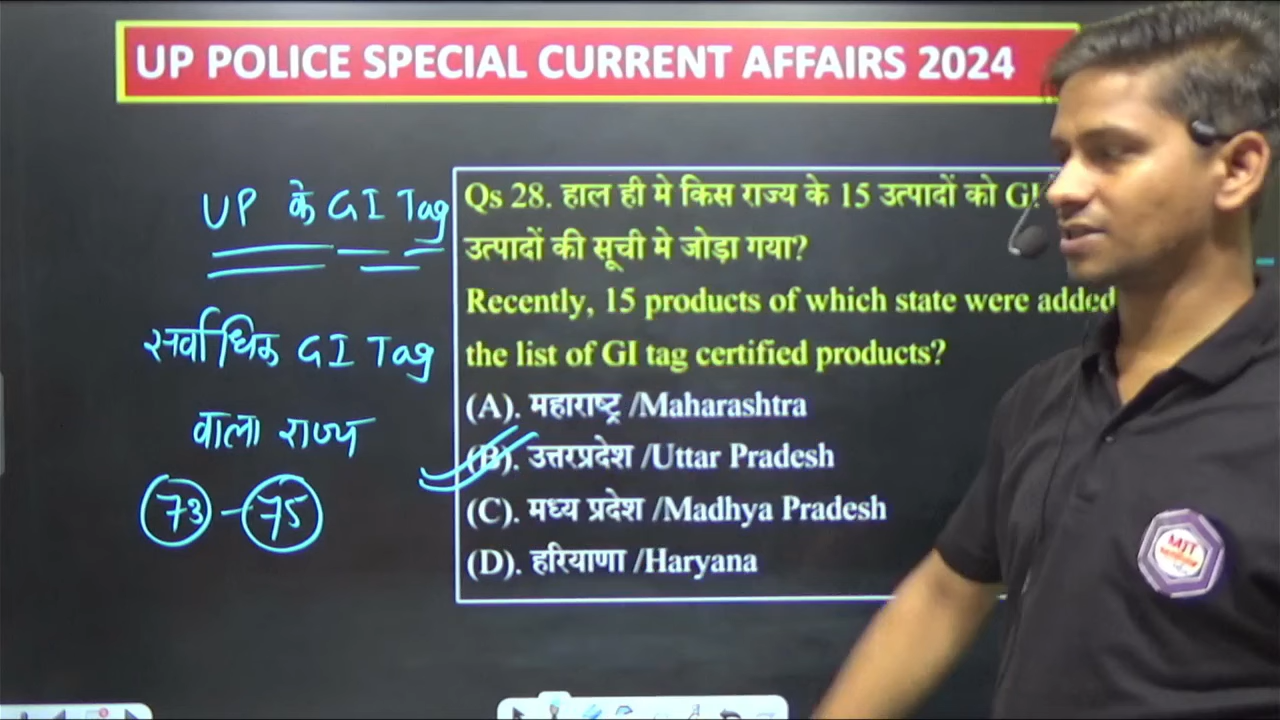 UP POLICE SPECIAL CURRENT AFFAIRS 2024
UP के GI Tag
सर्वाधिक GI Tag
वाला राज्य
73 - 75
Qs 28. हाल ही मे किस राज्य के 15 उत्पादों को
उत्पादों की सूची मे जोड़ा गया?
Recently, 15 products of which state were added
the list of GI tag certified products?
(A). महाराष्ट्र /Maharashtra
(B). उत्तरप्रदेश /Uttar Pradesh
(C). मध्य प्रदेश /Madhya Pradesh
(D). हरियाणा /Haryana